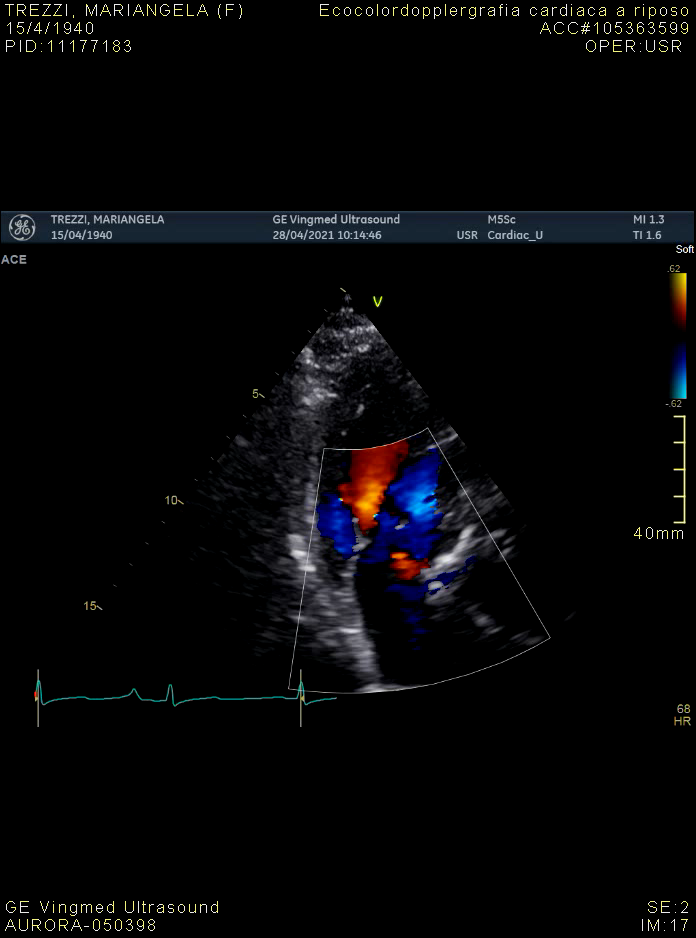 TREZZI, MARIANGELA (F)
Ecocolordopplergrafia cardiaca a riposo
15/4/1940
ACC#105363599
PID:11177183
OPER:USR
TREZZI, MARIANGELA
GE Vingmed Ultrasound
M5Sc
MI 1.3
15/04/1940
28/04/2021 10:14:46
USR
Cardiac_U
TI 1.6
Soft
ACE
.62
V
5
-.62
10
40mm
15
68
HR
GE Vingmed Ultrasound
SE:2
AURORA-050398
IM:17